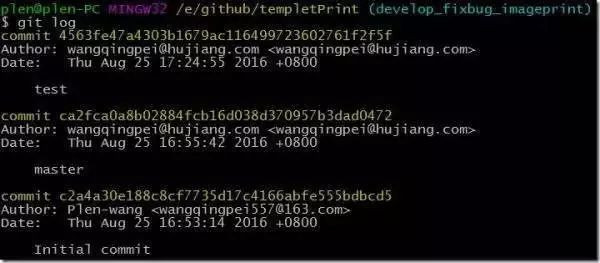 plen@plen-PC MINGW32 /e/github/templetPrint (develop_fixbug_imageprint)
$ git log
commit 4563fe47a4303b1679ac116499723602761f2f5f
Author: wangqingpei@hujiang.com <wangqingpei@hujiang.com>
Date:   Thu Aug 25 17:24:55 2016 +0800
    test
commit ca2fca0a8b02884fcb16d038d370957b3dad0472
Author: wangqingpei@hujiang.com <wangqingpei@hujiang.com>
Date:   Thu Aug 25 16:55:42 2016 +0800
    master
commit c2a4a30e188c8cf7735d17c4166abfe555bdbcd5
Author: Plen-wang <wangqingpei557@163.com>
Date:   Thu Aug 25 16:53:14 2016 +0800
    Initial commit